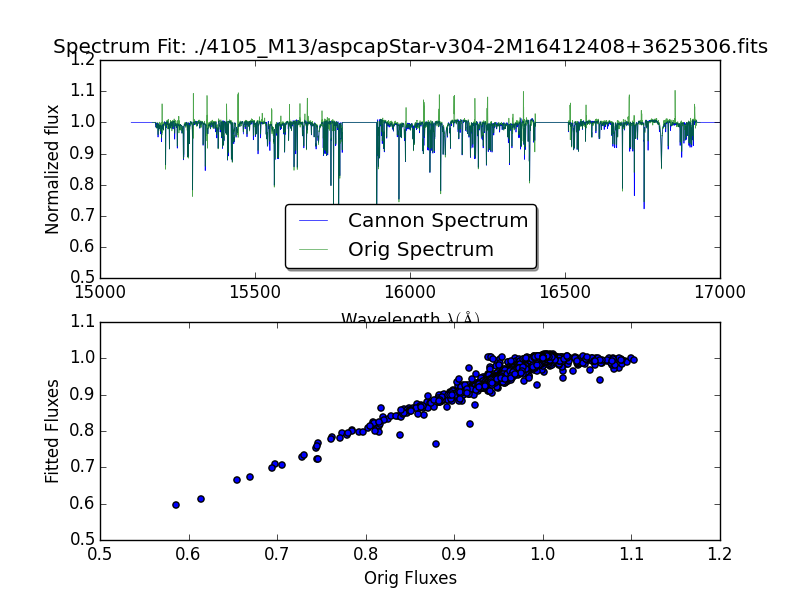 Spectrum Fit: ./4105_M13/aspcapStar-v304-2M16412408+3625306.fits
1.2
1.1
1.0
0.9
0.8
0.7
0.6
0.5
Normalized flux
Cannon Spectrum
Orig Spectrum
15000 15500 16000 16500 17000
Wavelength λ(Å)
1.1
1.0
0.9
0.8
0.7
0.6
0.5
Fitted Fluxes
0.5 0.6 0.7 0.8 0.9 1.0 1.1 1.2
Orig Fluxes